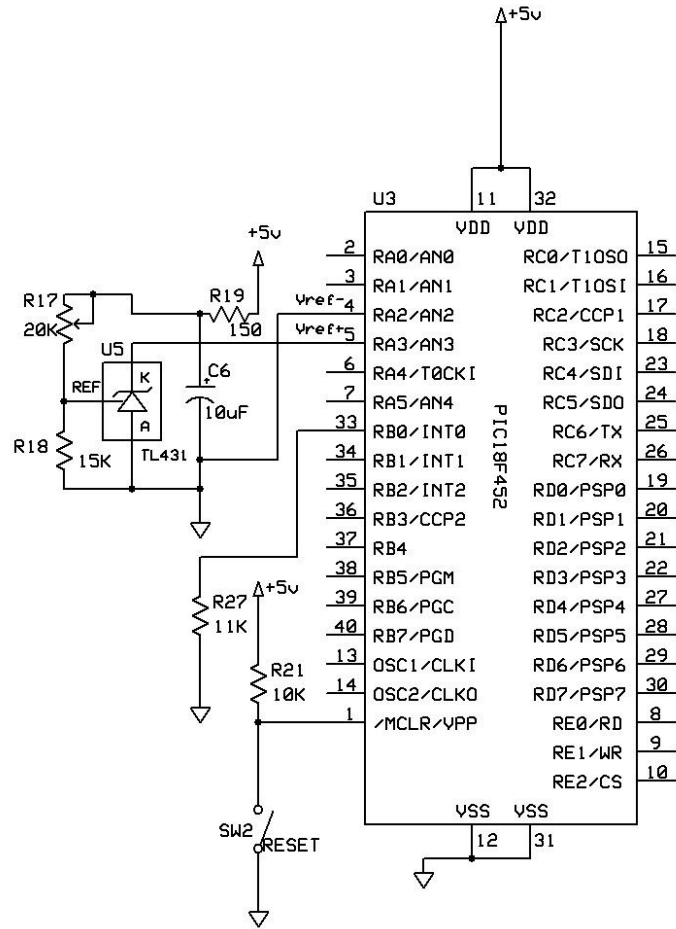 +5v
U3
11
32
VDD
VDD
2
RA0/AN0
3
RA1/AN1
Vref-
4
RA2/AN2
Vref+
5
RA3/AN3
6
RA4/T0CKI
7
RA5/AN4
33
RB0/INT0
34
RB1/INT1
35
RB2/INT2
36
RB3/CCP2
37
RB4
38
RB5/PGM
39
RB6/PGC
40
RB7/PGD
13
OSC1/CLKI
14
OSC2/CLKO
1
/MCLR/VPP
PIC18F452
RC0/T1OSO
15
RC1/T1OSI
16
RC2/CCP1
17
RC3/SCK
18
RC4/SDI
23
RC5/SDO
24
RC6/TX
25
RC7/RX
26
RD0/PSP0
19
RD1/PSP1
20
RD2/PSP2
21
RD3/PSP3
22
RD4/PSP4
27
RD5/PSP5
28
RD6/PSP6
29
RD7/PSP7
30
RE0/RD
8
RE1/WR
9
RE2/CS
10
VSS
VSS
12
31
+5v
R19
150
R17
20K
U5
K
REF
A
TL431
C6
+
10uF
R18
15K
R27
11K
+5v
R21
10K
SW2
RESET